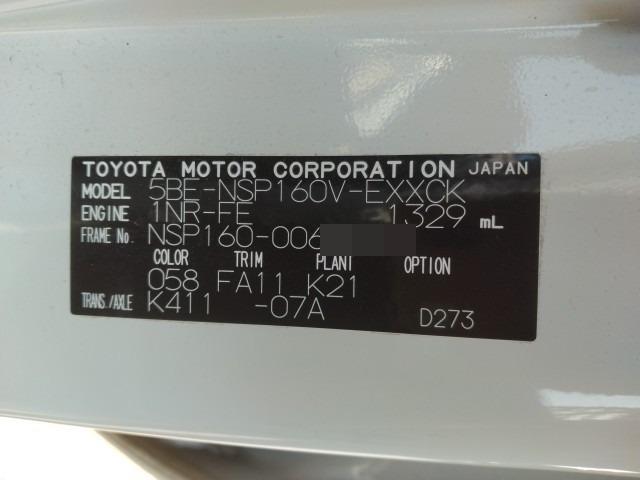 TOYOTA MOTOR CORPORATION JAPAN
MODEL 5BE-NSP160V-EXXCK
ENGINE 1NR-FE 1329 mL
FRAME No. NSP160-006
COLOR TRIM PLANT OPTION
058 FA11 K21
TRANS./AXLE K411 -07A D273